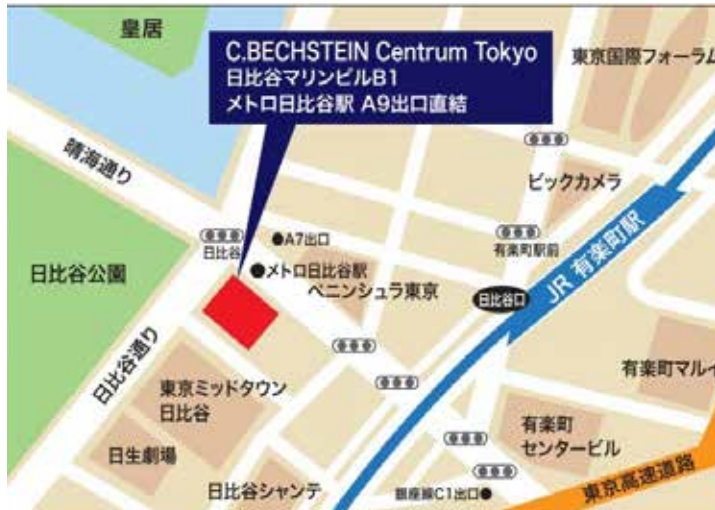 皇居
C.BECHSTEIN Centrum Tokyo
日比谷マリンビルB1
メトロ日比谷駅 A9出口直結
東京国際フォーラム
晴海通り
ビックカメラ
A7出口
日比谷
有楽町駅前
JR 有楽町駅
日比谷公園
メトロ日比谷駅
ペニンシュラ東京
日比谷口
日比谷通り
有楽町マルイ
東京ミッドタウン
日比谷
有楽町
センタービル
日生劇場
日比谷シャンテ
銀座線C1出口
東京高速道路